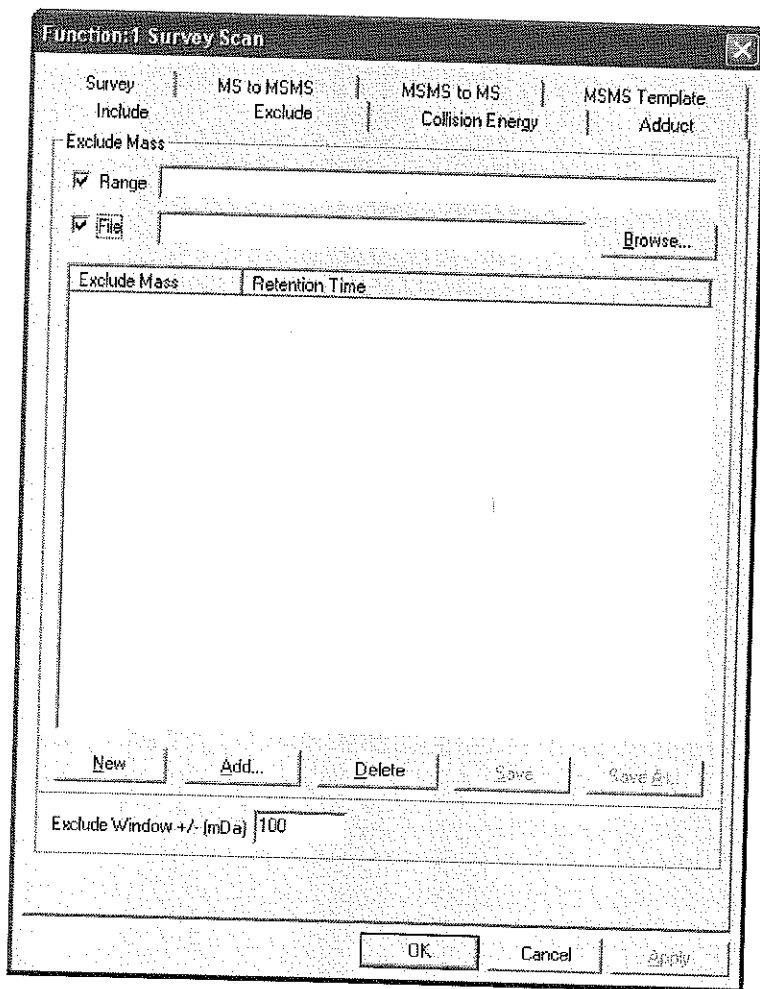 Function:1 Survey Scan
Survey MS to MSMS MSMS to MS MSMS Template
Include Exclude Collision Energy Adduct
Exclude Mass
Range
File Browse...
Exclude Mass Retention Time
New Add... Delete Save Save As...
Exclude Window +/- (mDa) 100
OK Cancel Apply